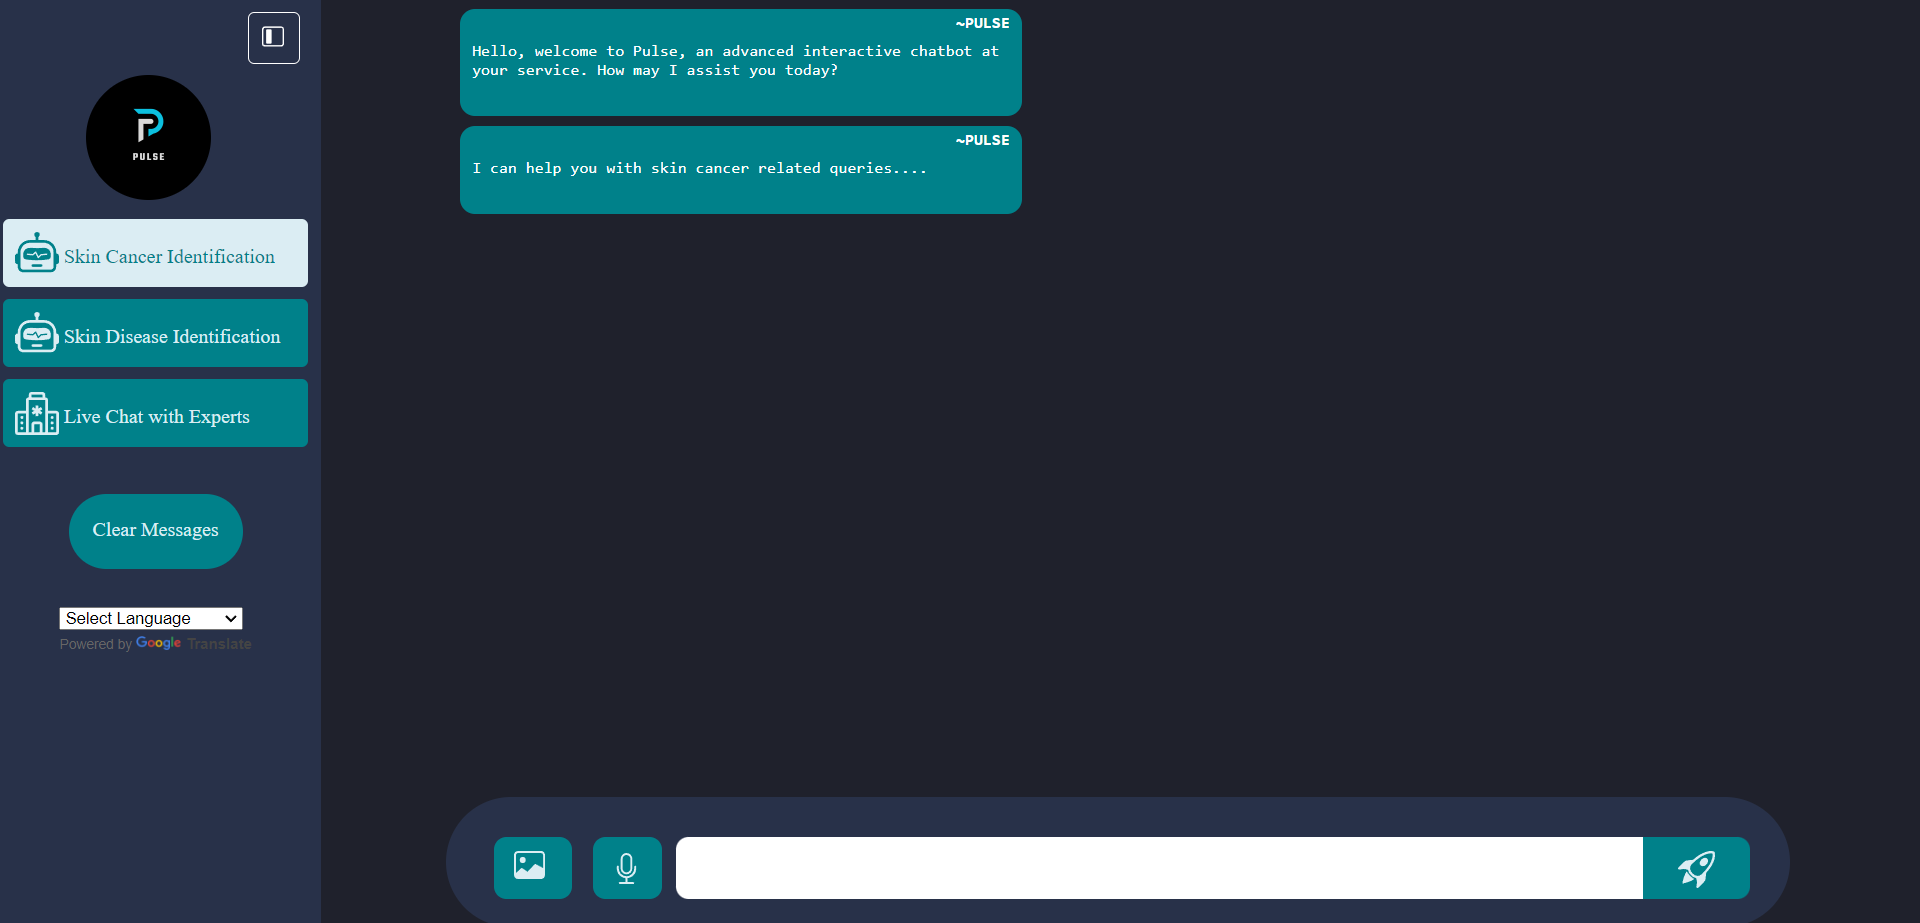 PULSE
Skin Cancer Identification
Skin Disease Identification
Live Chat with Experts
Clear Messages
Select Language
Powered by Google Translate
~PULSE
Hello, welcome to Pulse, an advanced interactive chatbot at
your service. How may I assist you today?
~PULSE
I can help you with skin cancer related queries....